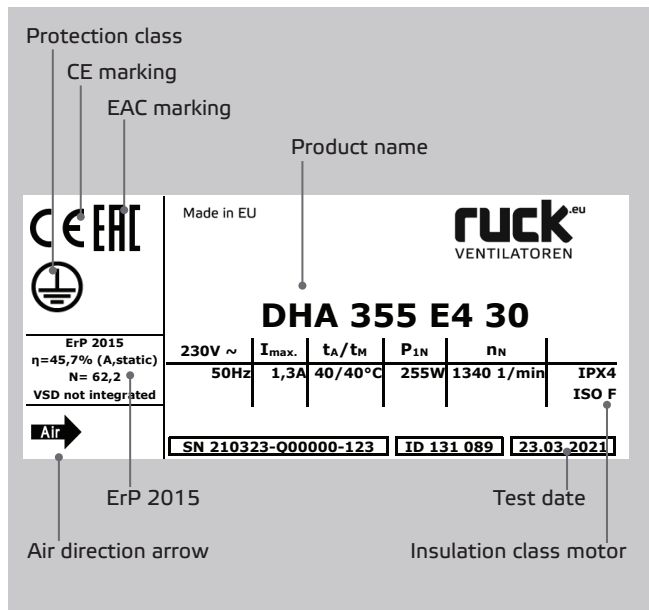 Protection class
CE marking
EAC marking
Product name
CE EAC
Made in EU
ruck.eu
VENTILATOREN
DHA 355 E4 30
ErP 2015
η=45,7% (A,static)
N= 62,2
VSD not integrated
230V ~ Imax. tA/tM P1N nN
50Hz 1,3A 40/40°C 255W 1340 1/min IPX4
ISO F
Air
SN 210323-Q00000-123 ID 131 089 23.03.2021
ErP 2015
Test date
Air direction arrow
Insulation class motor